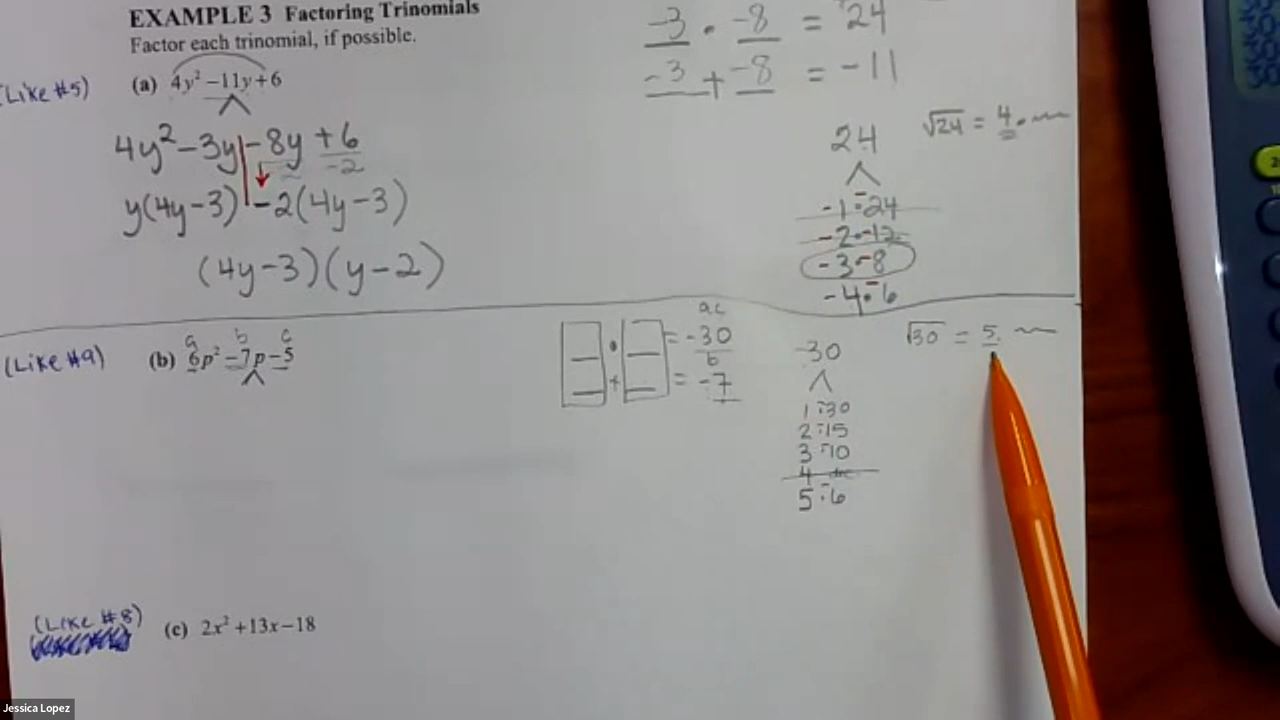 EXAMPLE 3 Factoring Trinomials
Factor each trinomial, if possible.
(Like #5) (a) 4y² −11y+6
4y² − 3y − 8y + 6
-2
y(4y−3) −2(4y−3)
(4y−3)(y−2)
-3 · -8 = 24
-3 + -8 = -11
24
-1·-24
-2·-12
-3·-8
-4·-6
√24 = 4.
(Like #9) (b) 6p² −7p−5
a b c
ac
· = -30
b
+ = -7
-30
1·-30
2·-15
3·-10
4
5·-6
√30 = 5.
(Like #8) (c) 2x² +13x−18
Jessica Lopez